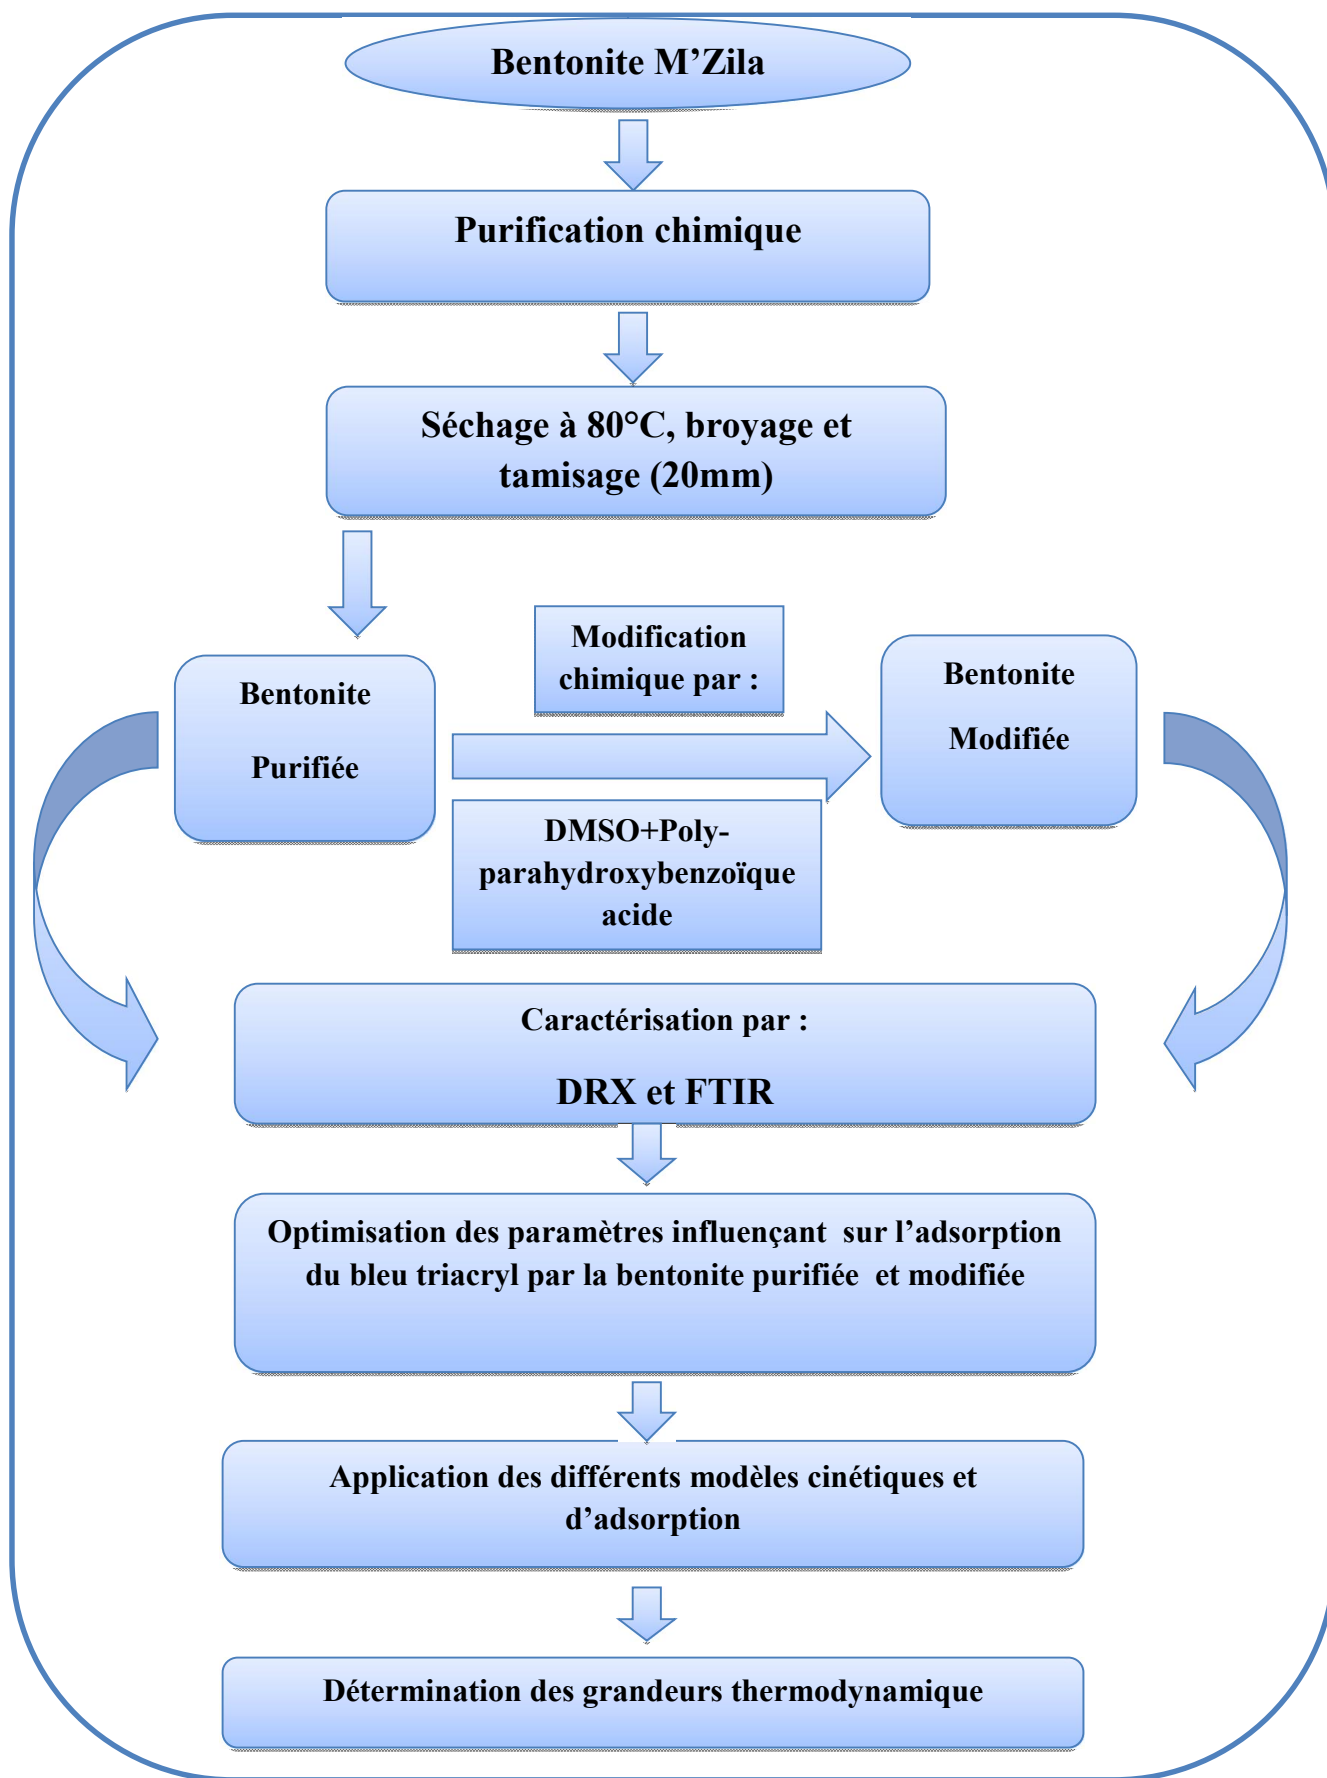 Bentonite M’Zila
Purification chimique
Séchage à 80°C, broyage et
tamisage (20mm)
Bentonite
Purifiée
Modification
chimique par :
DMSO+Poly-
parahydroxybenzoïque
acide
Bentonite
Modifiée
Caractérisation par :
DRX et FTIR
Optimisation des paramètres influençant  sur l’adsorption
du bleu triacryl par la bentonite purifiée  et modifiée
Application des différents modèles cinétiques et
d’adsorption
Détermination des grandeurs thermodynamique